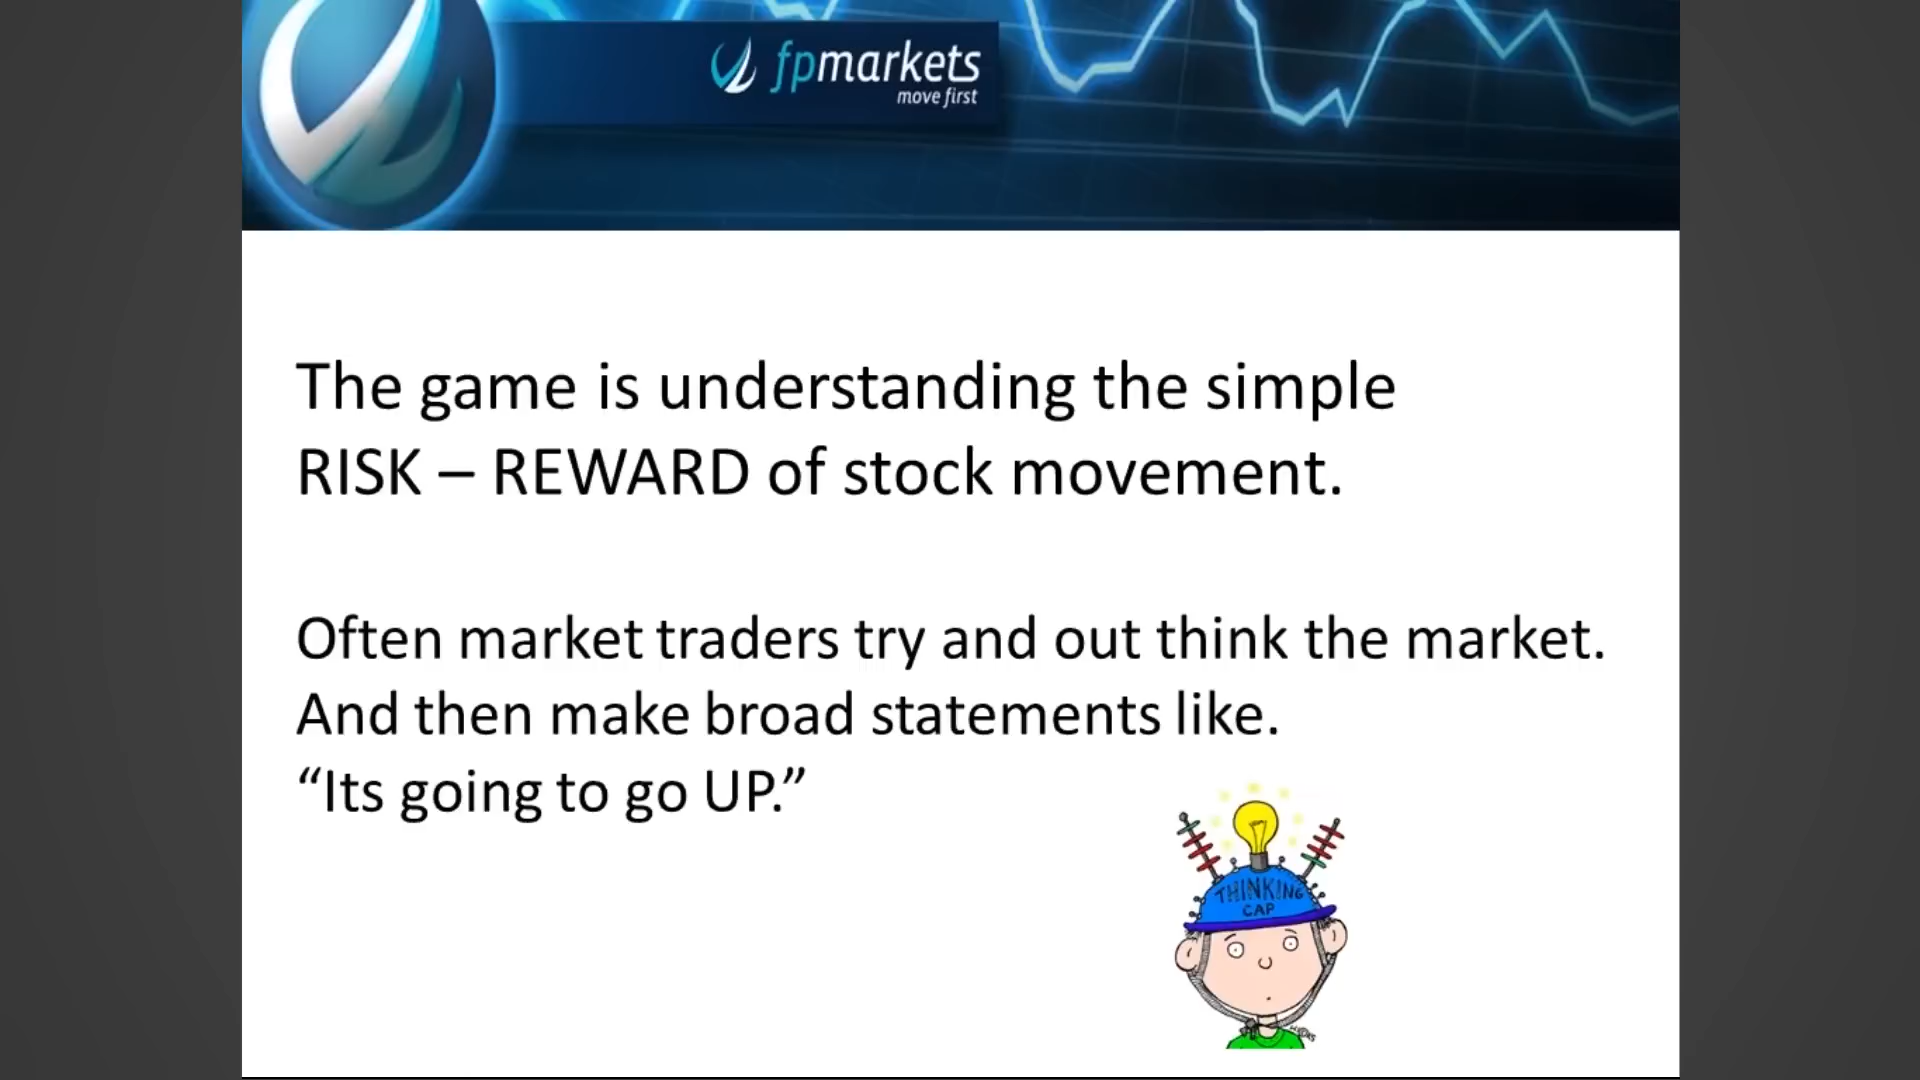 fpmarkets
move first
The game is understanding the simple
RISK – REWARD of stock movement.
Often market traders try and out think the market.
And then make broad statements like.
“Its going to go UP.”
THINKING
CAP